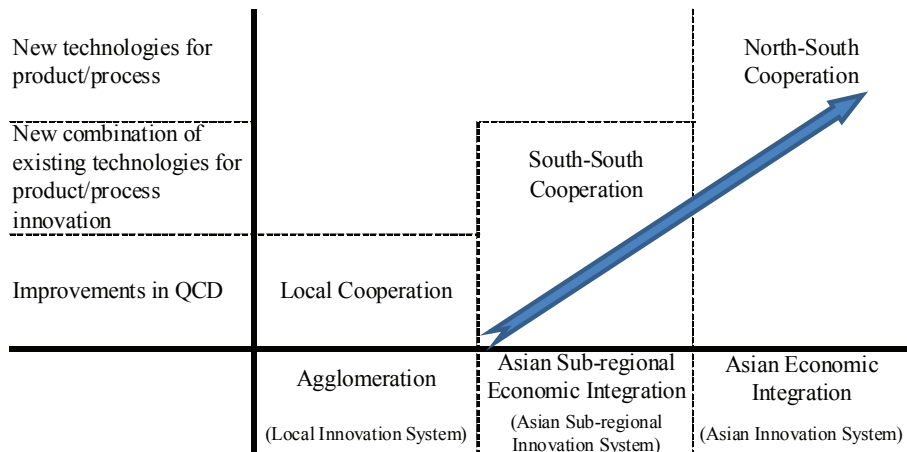 New technologies for
product/process
North-South
Cooperation
New combination of
existing technologies for
product/process
innovation
South-South
Cooperation
Improvements in QCD
Local Cooperation
Agglomeration
(Local Innovation System)
Asian Sub-regional
Economic Integration
(Asian Sub-regional
Innovation System)
Asian Economic
Integration
(Asian Innovation System)